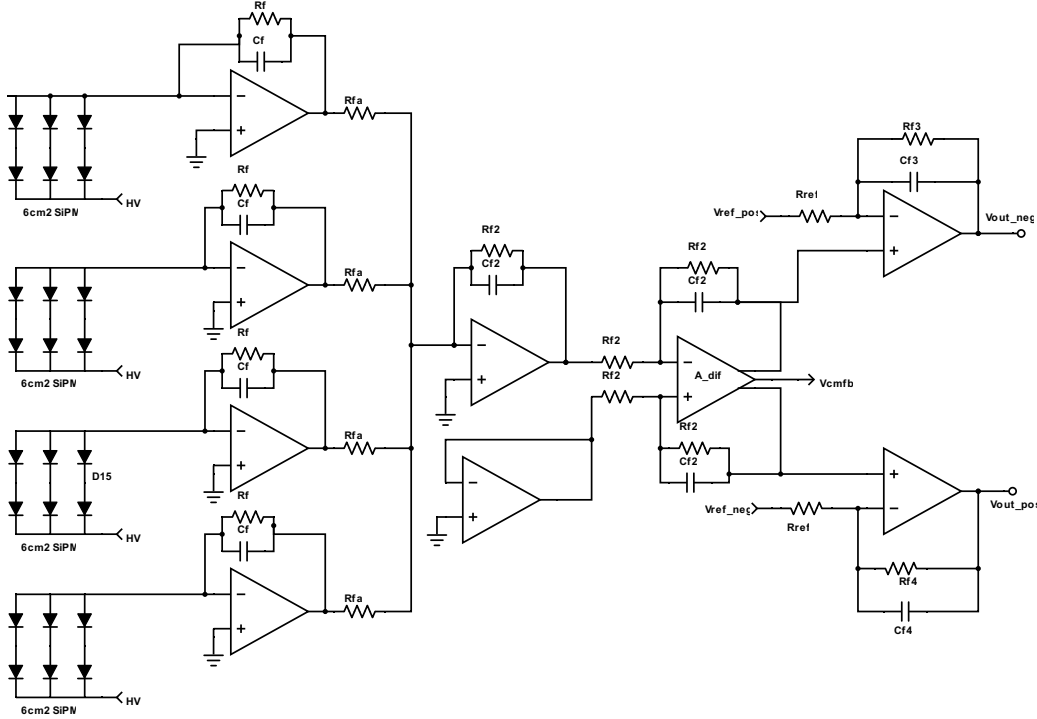 Rf
Cf
Rfa
HV
6cm2 SiPM
Rf
Cf
Rfa
HV
6cm2 SiPM
Rf
Cf
Rfa
D15
HV
6cm2 SiPM
Rf
Cf
Rfa
HV
6cm2 SiPM
Rf2
Cf2
Rf2
Rf2
Rf2
Cf2
A_dif
Vcmfb
Rf2
Cf2
Rf3
Cf3
Rref
Vref_pos
Vout_neg
Vref_neg
Rref
Vout_pos
Rf4
Cf4